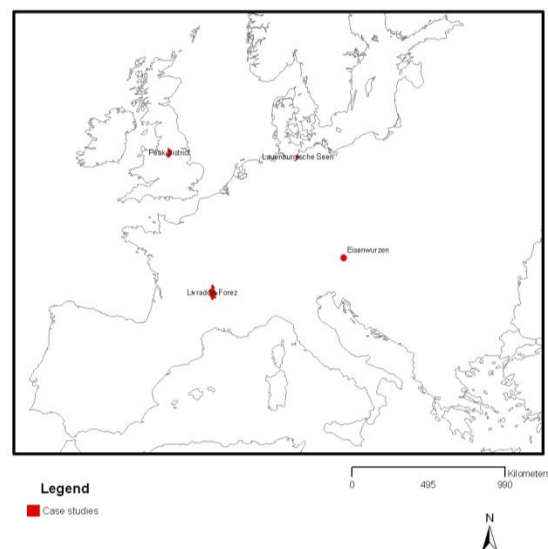 Peak District
Lauenburgische Seen
Eisenwurzen
Livradois-Forez
Legend
Case studies
Kilometers
0 495 990
N